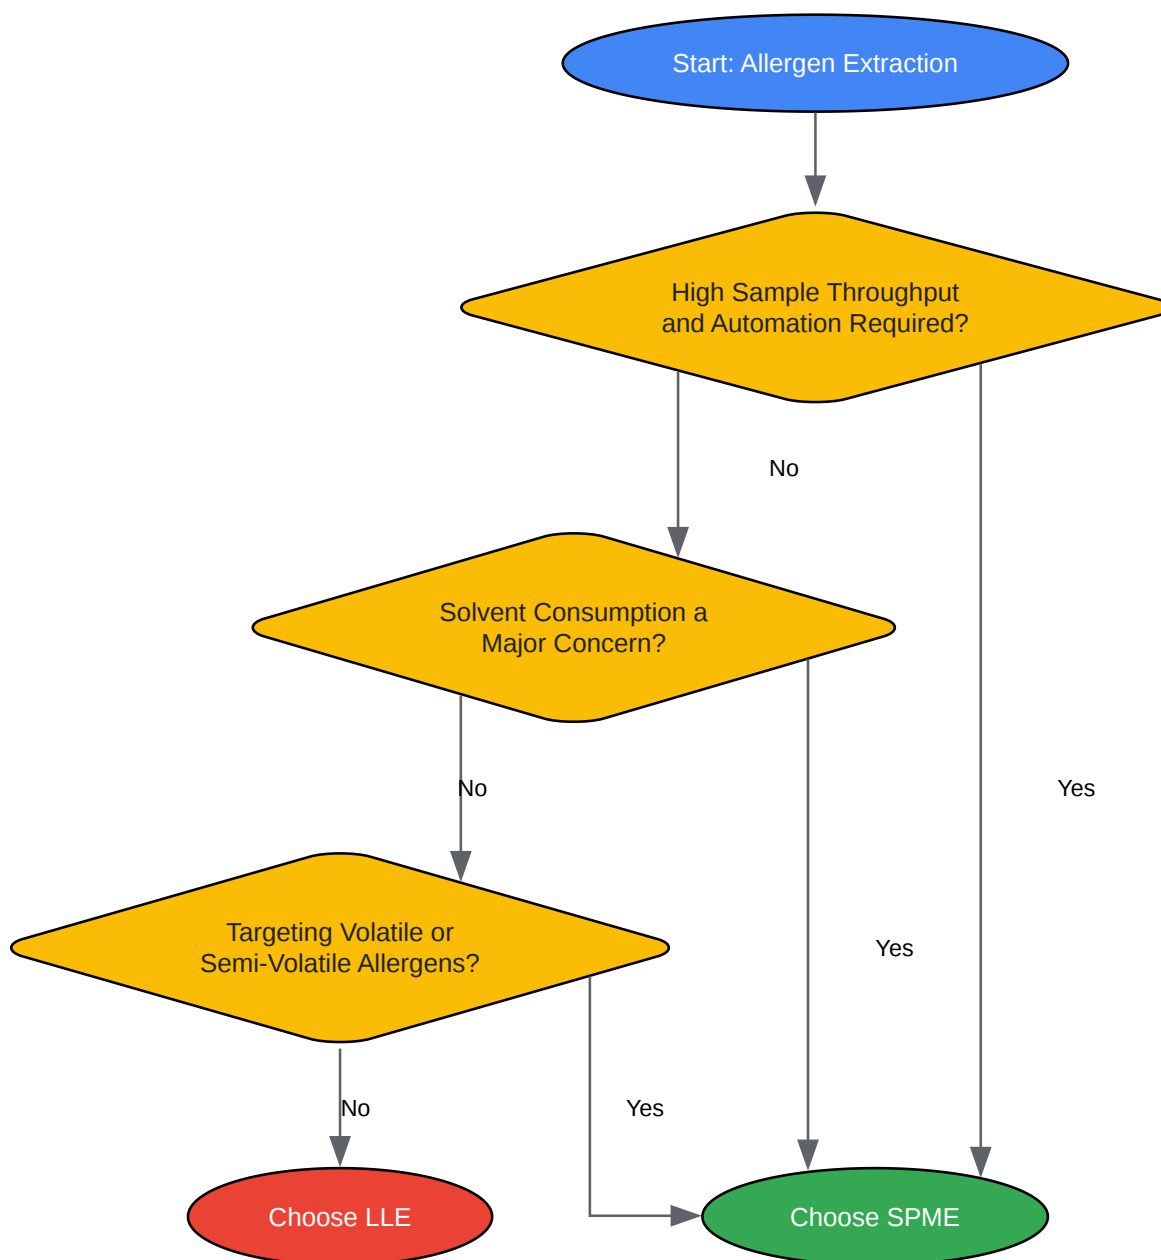 Start: Allergen Extraction
High Sample Throughput
and Automation Required?
No
Solvent Consumption a
Major Concern?
No
Yes
Targeting Volatile or
Semi-Volatile Allergens?
Yes
No
Yes
Choose LLE
Choose SPME